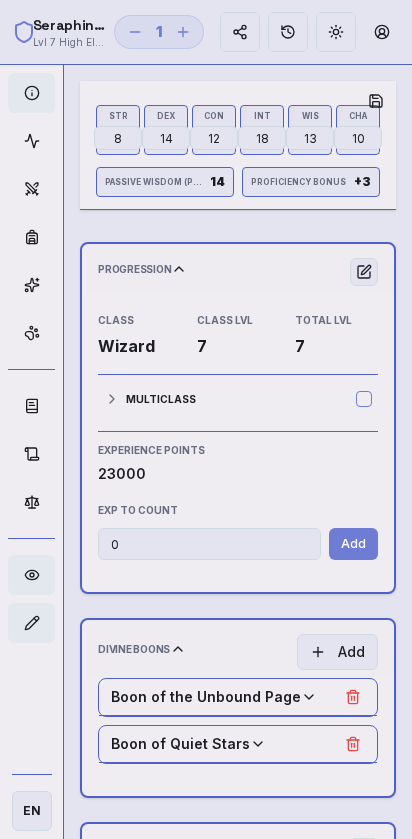 Seraphin...
Lvl 7 High El...
1
STR DEX CON INT WIS CHA
8 14 12 18 13 10
PASSIVE WISDOM (P... 14 PROFICIENCY BONUS +3
PROGRESSION
CLASS CLASS LVL TOTAL LVL
Wizard 7 7
MULTICLASS
EXPERIENCE POINTS
23000
EXP TO COUNT
0 Add
DIVINE BOONS Add
Boon of the Unbound Page
Boon of Quiet Stars
EN